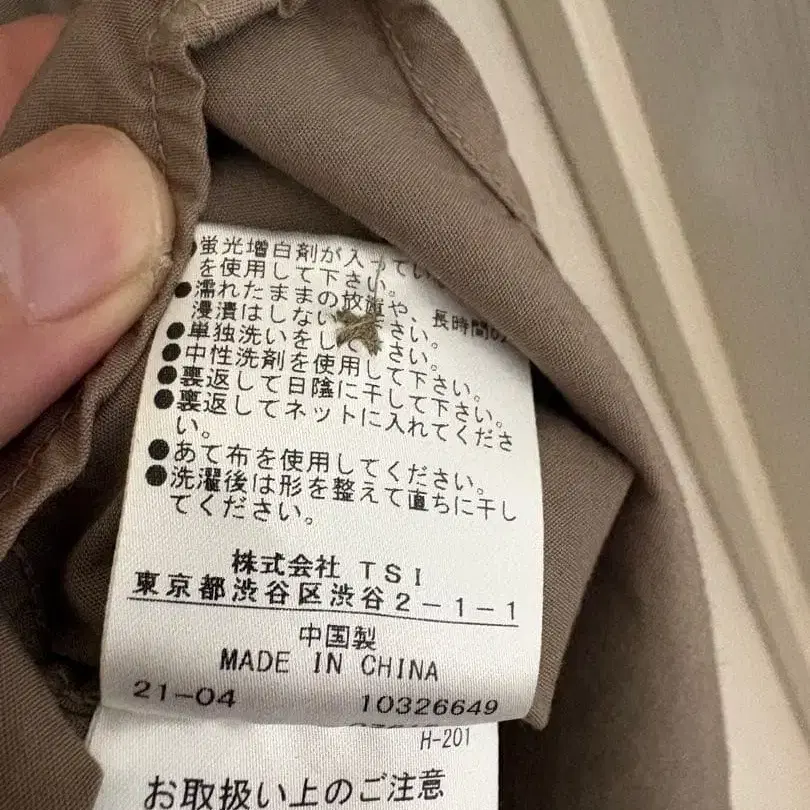 蛍光増白剤が入ってい
を使用して下さい。
●濡れたままの放置や、長時間の
浸漬はしない さい。
●単独洗いをして さい。
●中性洗剤を使用して下さい。
●裏返して日陰に干して下さい。
●裏返してネットに入れてくださ
い。
●あて布を使用してください。
●洗濯後は形を整えて直ちに干し
てください。
株式会社 TSI
東京都渋谷区渋谷2-1-1
中国製
MADE IN CHINA
21-04 10326649
H-201
お取扱い上のご注意